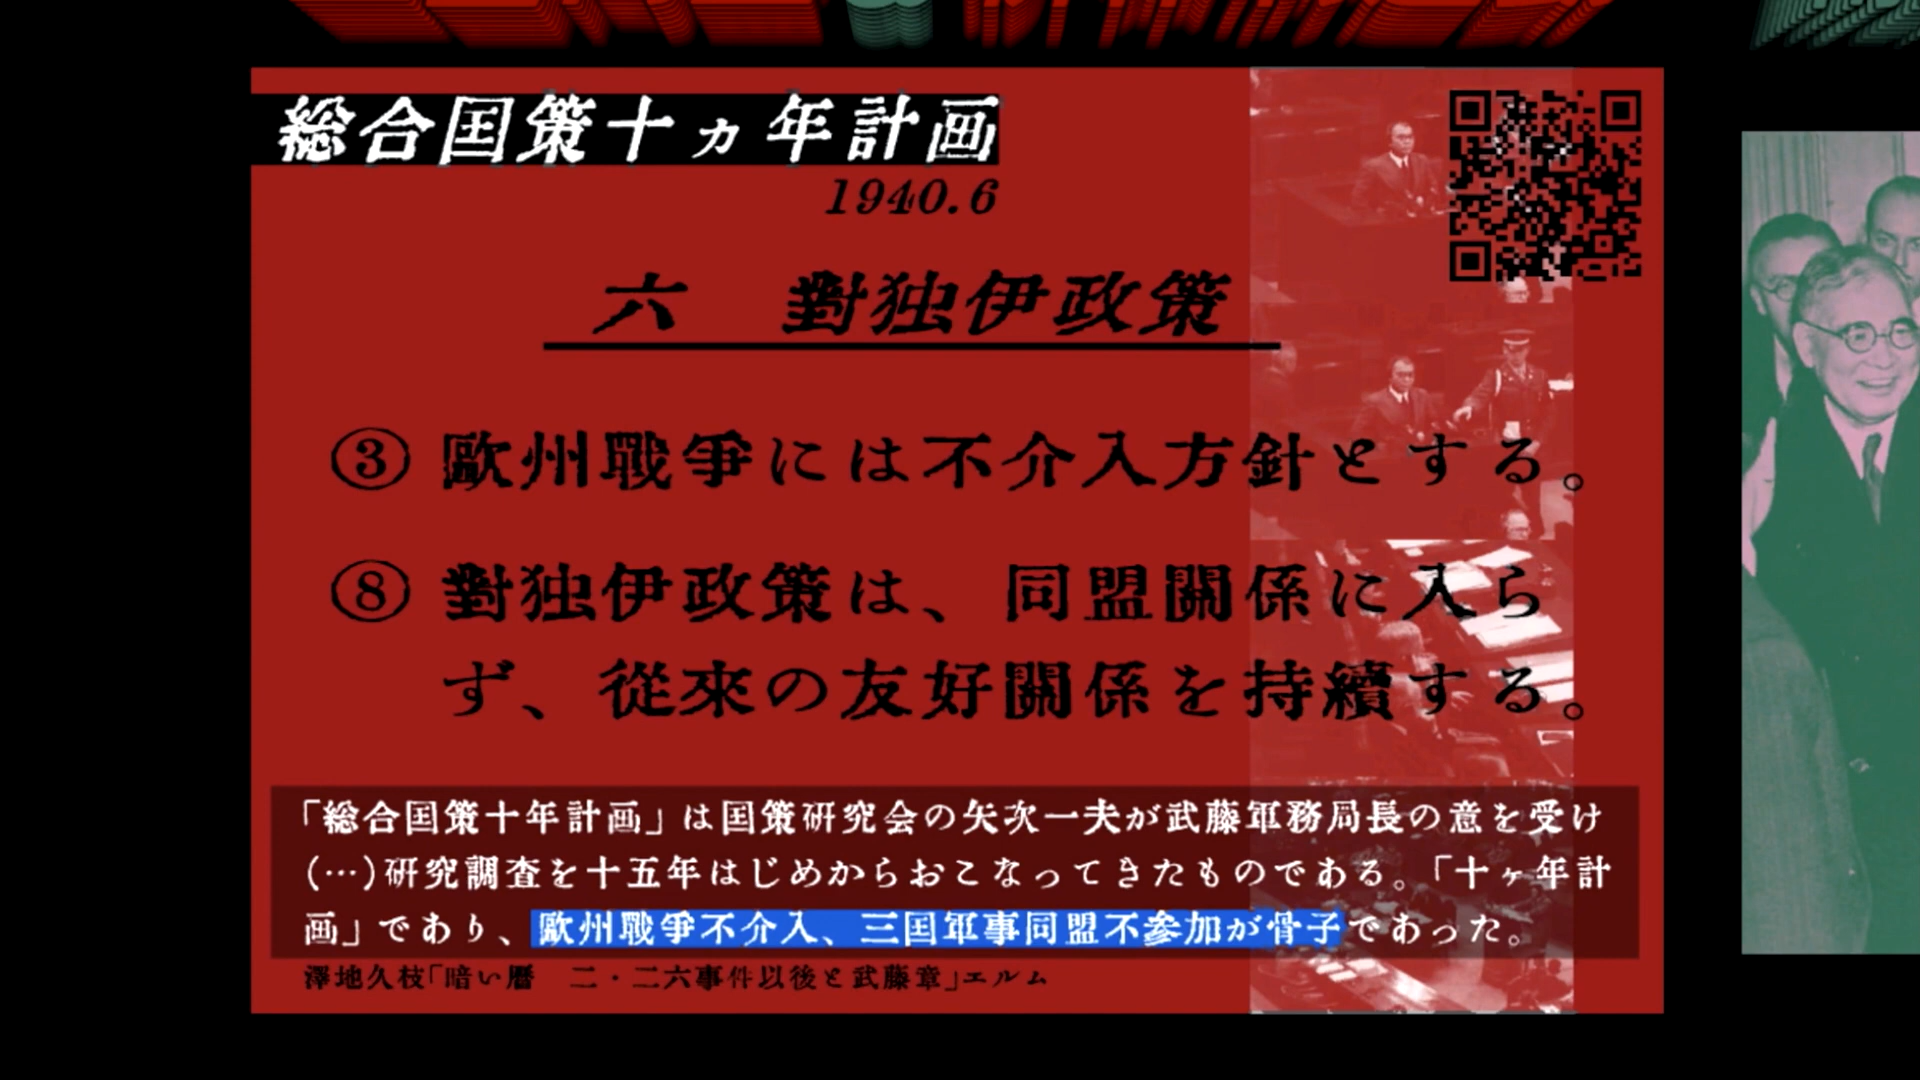 総合国策十ヵ年計画
1940.6
六　對独伊政策
③ 歐州戰爭には不介入方針とする。
⑧ 對独伊政策は、同盟關係に入ら
ず、従來の友好關係を持續する。
「総合国策十年計画」は国策研究会の矢次一夫が武藤軍務局長の意を受け
(…)研究調査を十五年はじめからおこなってきたものである。「十ヶ年計
画」であり、歐州戰爭不介入、三国軍事同盟不参加が骨子であった。
澤地久枝「暗い暦　二・二六事件以後と武藤章」エルム